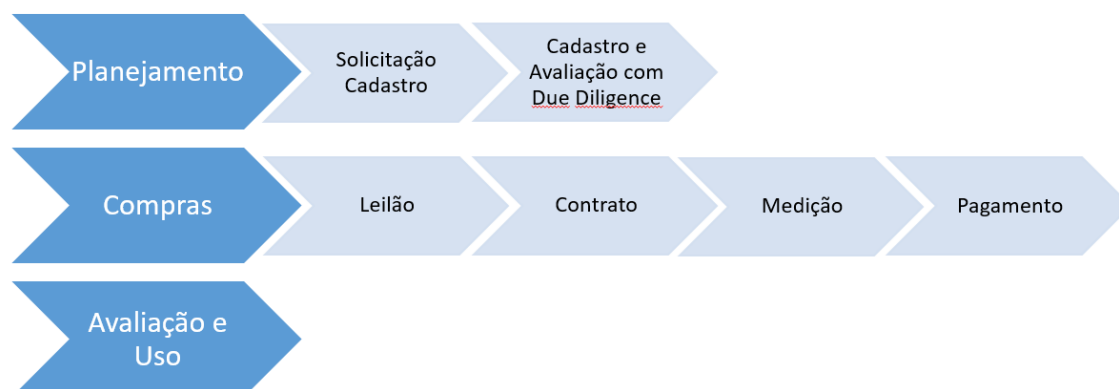 Planejamento
Solicitação
Cadastro
Cadastro e
Avaliação com
Due Diligence
Compras
Leilão
Contrato
Medição
Pagamento
Avaliação e
Uso